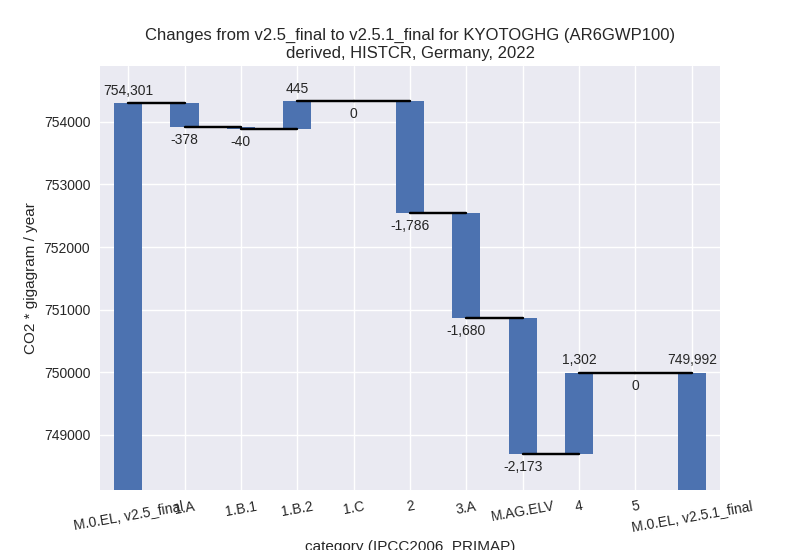 Changes from v2.5_final to v2.5.1_final for KYOTOGHG (AR6GWP100)
derived, HISTCR, Germany, 2022
CO2 * gigagram / year
754000
753000
752000
751000
750000
749000
754,301
-378
-40
445
0
-1,786
-1,680
-2,173
1,302
0
749,992
M.0.EL, v2.5_final
1.A
1.B.1
1.B.2
1.C
2
3.A
M.AG.ELV
4
5
M.0.EL, v2.5.1_final
category (IPCC2006_PRIMAP)